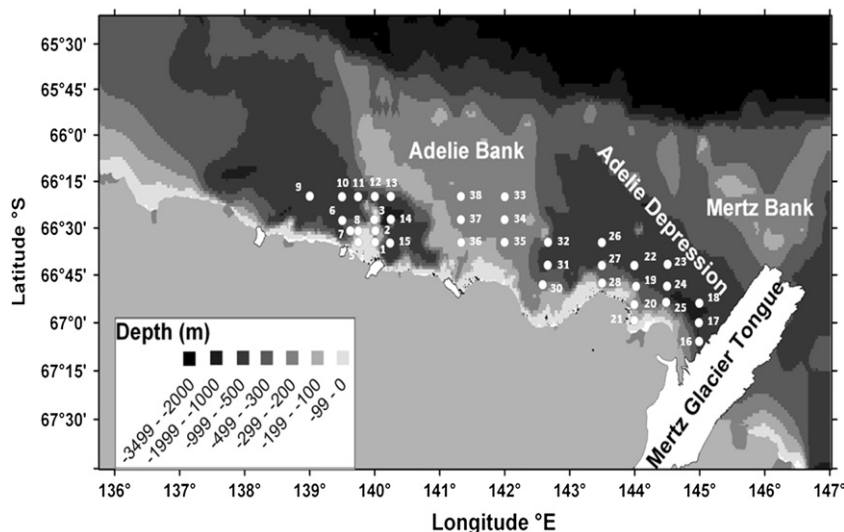 65°30'
65°45'
66°0'
66°15'
66°30'
66°45'
67°0'
67°15'
67°30'
Latitude °S
Adelie Bank
Adelie Depression
Mertz Bank
Mertz Glacier Tongue
9 10 11 12 13
38 33
6 8 3 14
37 34
7 2
5 1 15
36 35 32 26
31 27 22 23
30 28 19 24
20 25 18
21 17
16
Depth (m)
-3499 - -2000
-1999 - -1000
-999 - -500
-499 - -300
-299 - -200
-199 - -100
-99 - 0
136° 137° 138° 139° 140° 141° 142° 143° 144° 145° 146° 147°
Longitude °E